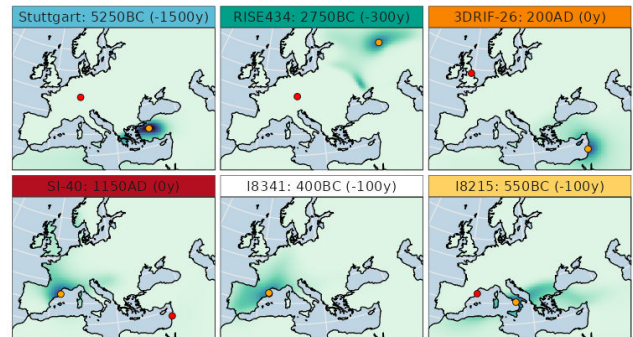 Stuttgart: 5250BC (-1500y)
RISE434: 2750BC (-300y)
3DRIF-26: 200AD (0y)
SI-40: 1150AD (0y)
I8341: 400BC (-100y)
I8215: 550BC (-100y)